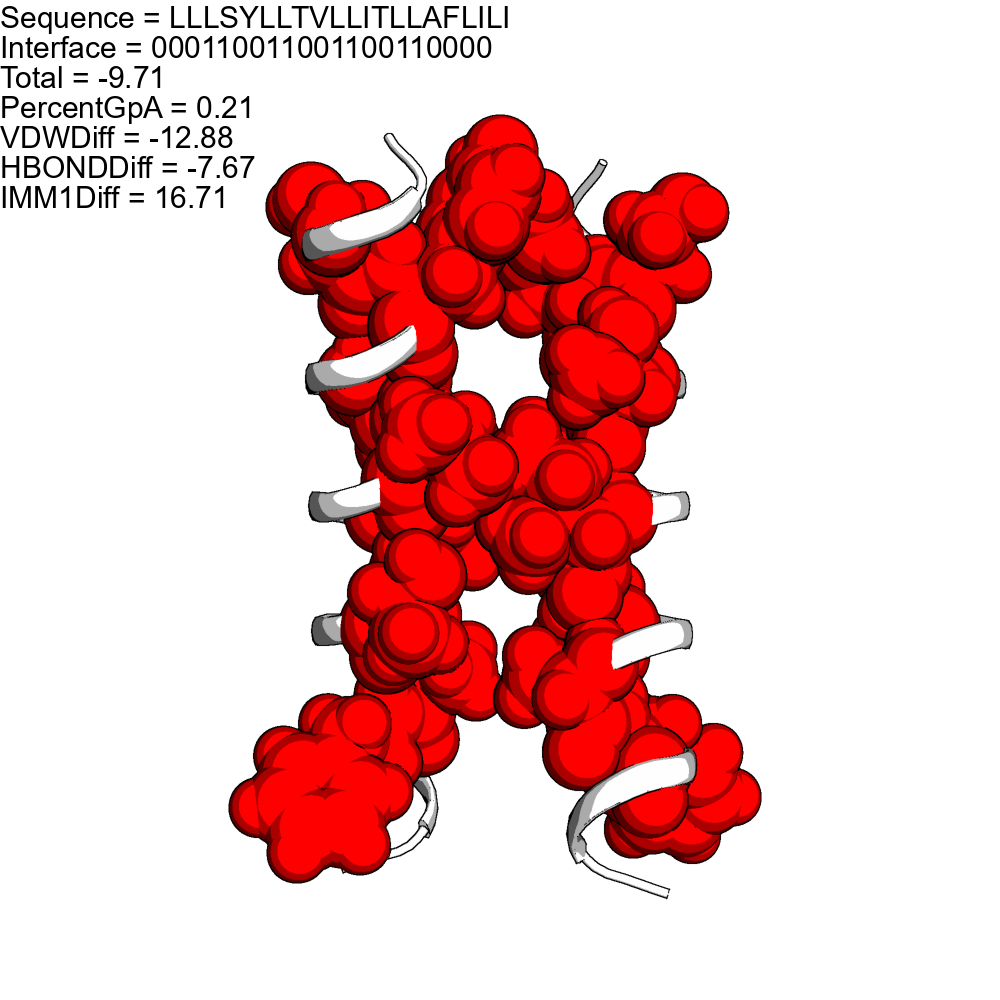 Sequence = LLLSYLLTVLLITLLAFLILI
Interface = 000110011001100110000
Total = -9.71
PercentGpA = 0.21
VDWDiff = -12.88
HBONDDiff = -7.67
IMM1Diff = 16.71